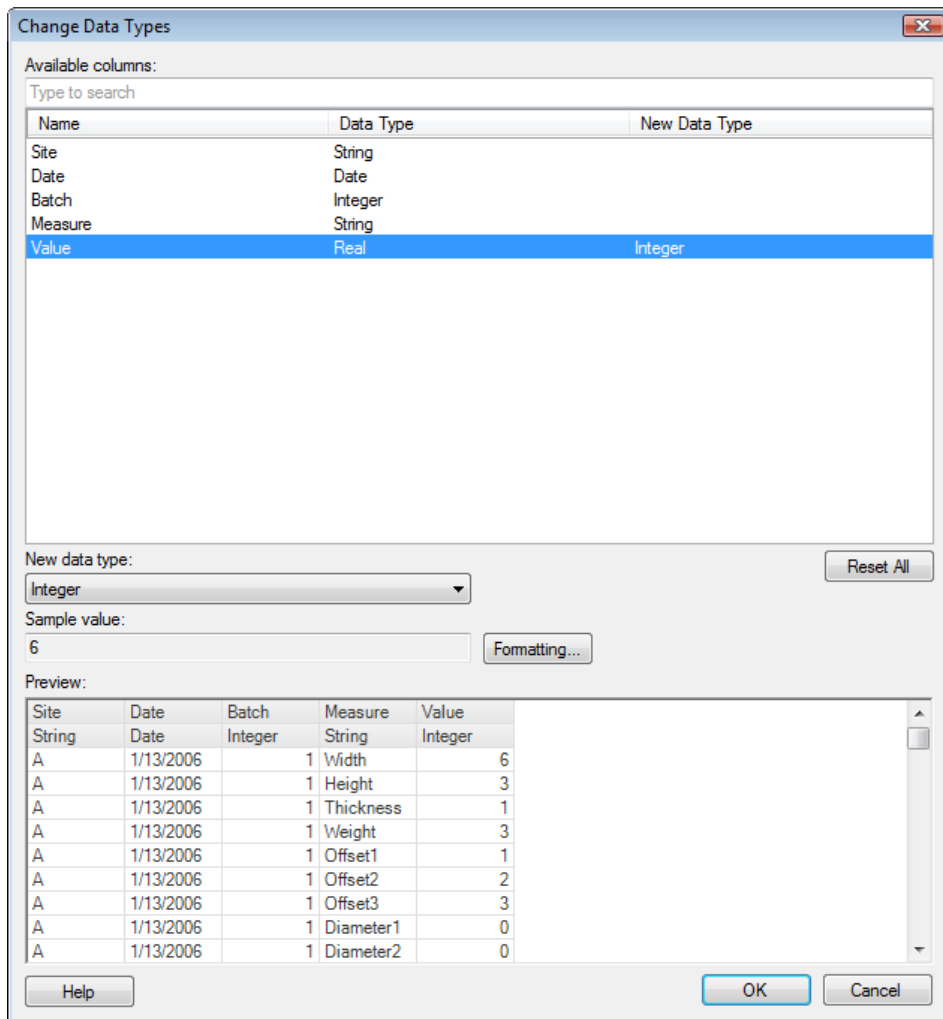 Change Data Types
Available columns:
Type to search
Name Data Type New Data Type
Site String
Date Date
Batch Integer
Measure String
Value Real Integer
New data type:
Reset All
Integer
Sample value:
6 Formatting...
Preview:
Site Date Batch Measure Value
String Date Integer String Integer
A 1/13/2006 1 Width 6
A 1/13/2006 1 Height 3
A 1/13/2006 1 Thickness 1
A 1/13/2006 1 Weight 3
A 1/13/2006 1 Offset1 1
A 1/13/2006 1 Offset2 2
A 1/13/2006 1 Offset3 3
A 1/13/2006 1 Diameter1 0
A 1/13/2006 1 Diameter2 0
Help OK Cancel